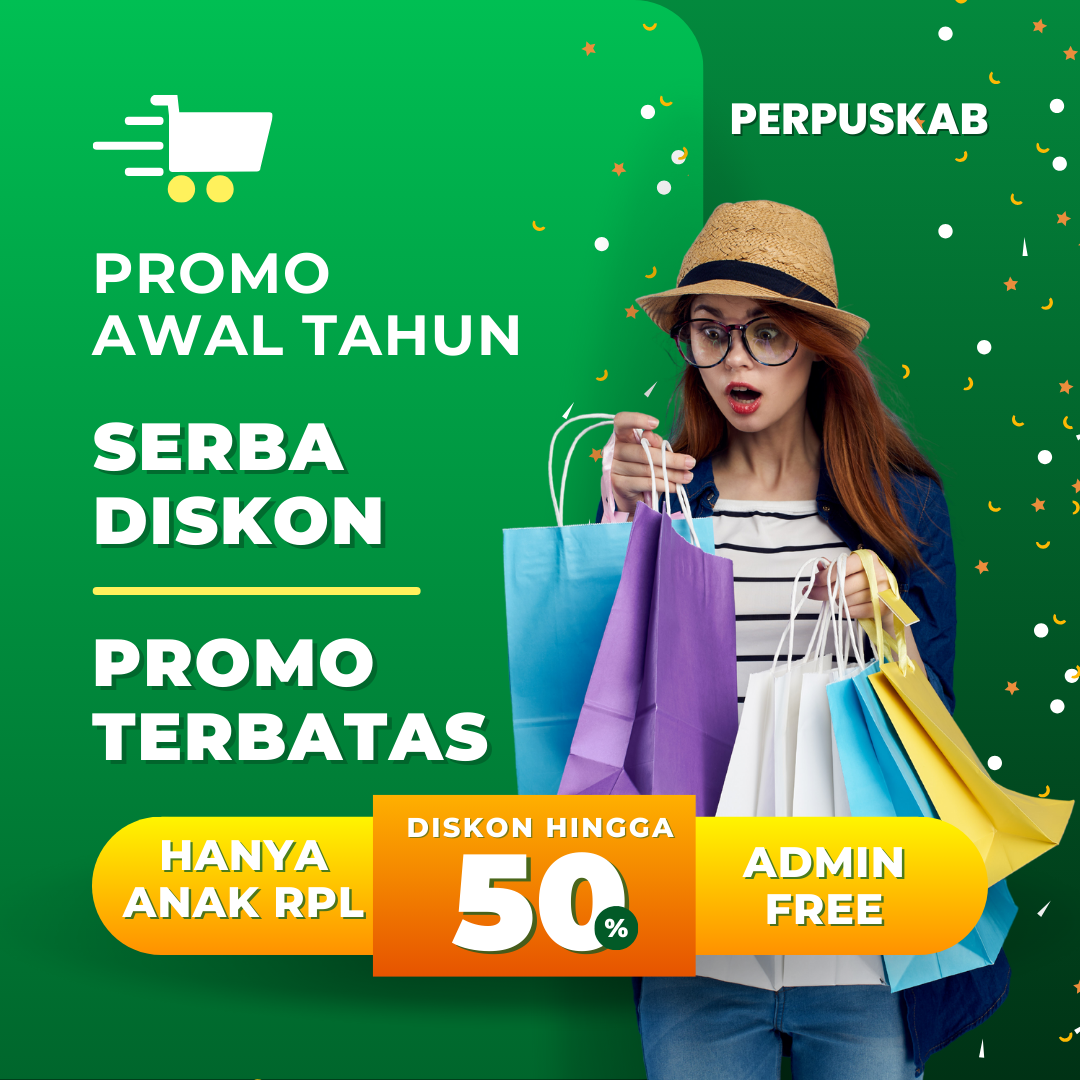 PERPUSKAB
PROMO
AWAL TAHUN
SERBA
DISKON
PROMO
TERBATAS
HANYA
ANAK RPL
DISKON HINGGA
50%
ADMIN
FREE